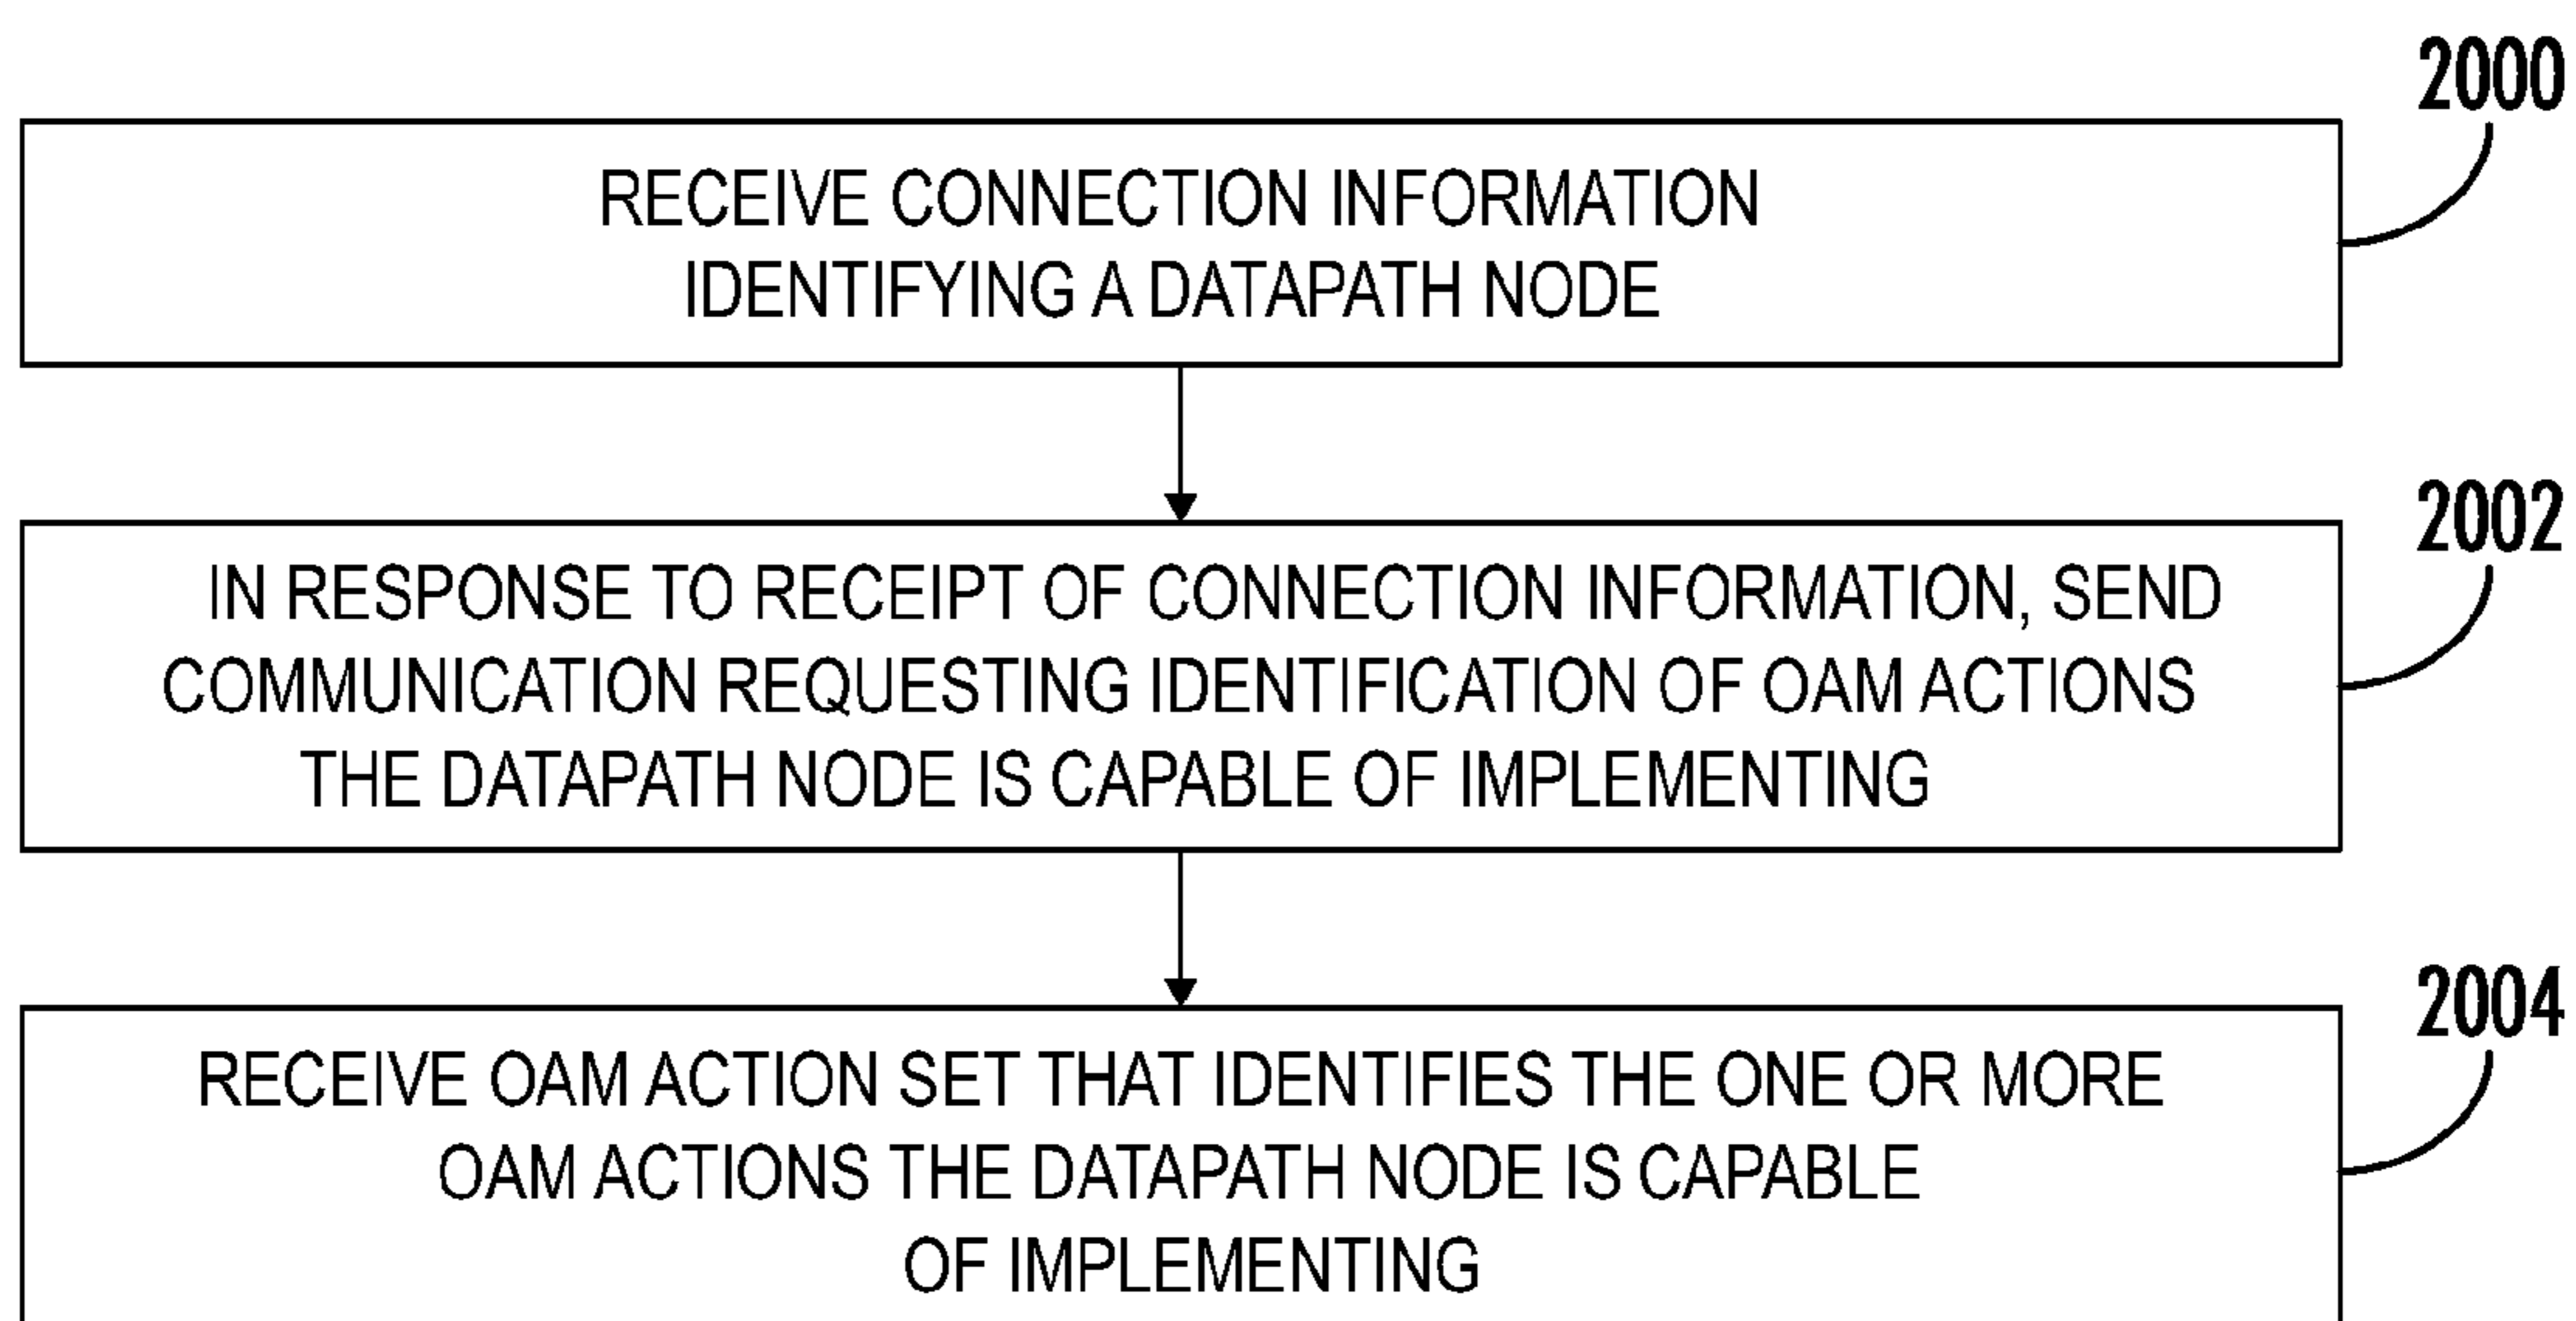 2000
RECEIVE CONNECTION INFORMATION
IDENTIFYING A DATAPATH NODE
2002
IN RESPONSE TO RECEIPT OF CONNECTION INFORMATION, SEND
COMMUNICATION REQUESTING IDENTIFICATION OF OAM ACTIONS
THE DATAPATH NODE IS CAPABLE OF IMPLEMENTING
2004
RECEIVE OAM ACTION SET THAT IDENTIFIES THE ONE OR MORE
OAM ACTIONS THE DATAPATH NODE IS CAPABLE
OF IMPLEMENTING